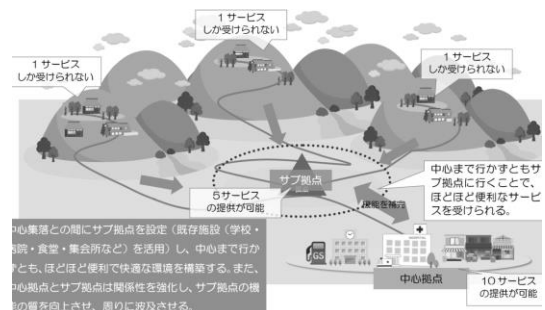 1サービス
しか受けられない
1サービス
しか受けられない
1サービス
しか受けられない
サブ拠点
5サービス
の提供が可能
中心まで行かずともサ
ブ拠点に行くことで、
ほどほど便利なサービ
スを受けられる。
機能を補完
GS
中心拠点
10サービス
の提供が可能
中心集落との間にサブ拠点を設定（既存施設（学校・
病院・食堂・集会所など）を活用）し、中心まで行か
ずとも、ほどほど便利で快適な環境を構築する。また、
中心拠点とサブ拠点は関係性を強化し、サブ拠点の機
能の質を向上させ、周りに波及させる。